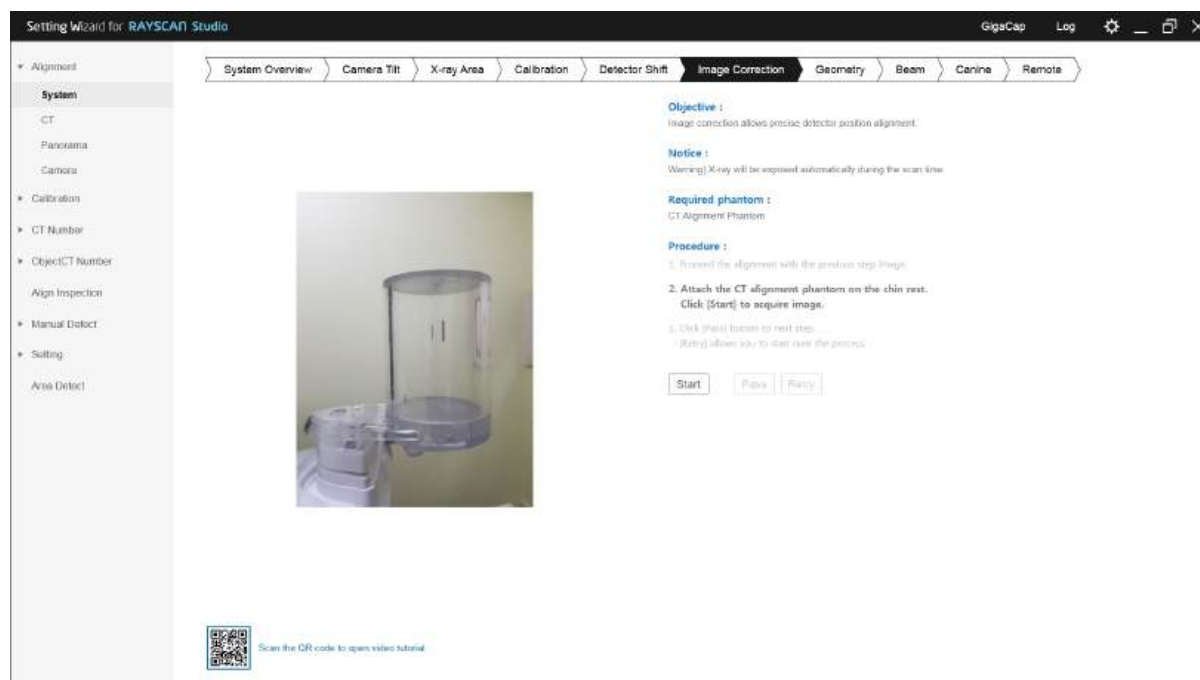 Setting Wizard for RAYSCAN Studio
GigaCap
Log
Alignment
System
CT
Panorama
Camera
Calibration
CT Number
ObjectCT Number
Align Inspection
Manual Defect
Setting
Area Detect
System Overview
Camera Tilt
X-ray Area
Calibration
Detector Shift
Image Correction
Geometry
Beam
Canine
Remote
Objective :
Image correction allows precise detector position alignment.
Notice :
Warning) X-ray will be exposed automatically during the scan time.
Required phantom :
CT Alignment Phantom
Procedure :
1. Proceed the alignment with the previous step image.
2. Attach the CT alignment phantom on the chin rest.
Click [Start] to acquire image.
3. Click [Pass] button to next step.
[Retry] allows you to start over the process.
Start
Pass
Retry
Scan the QR code to open video tutorial